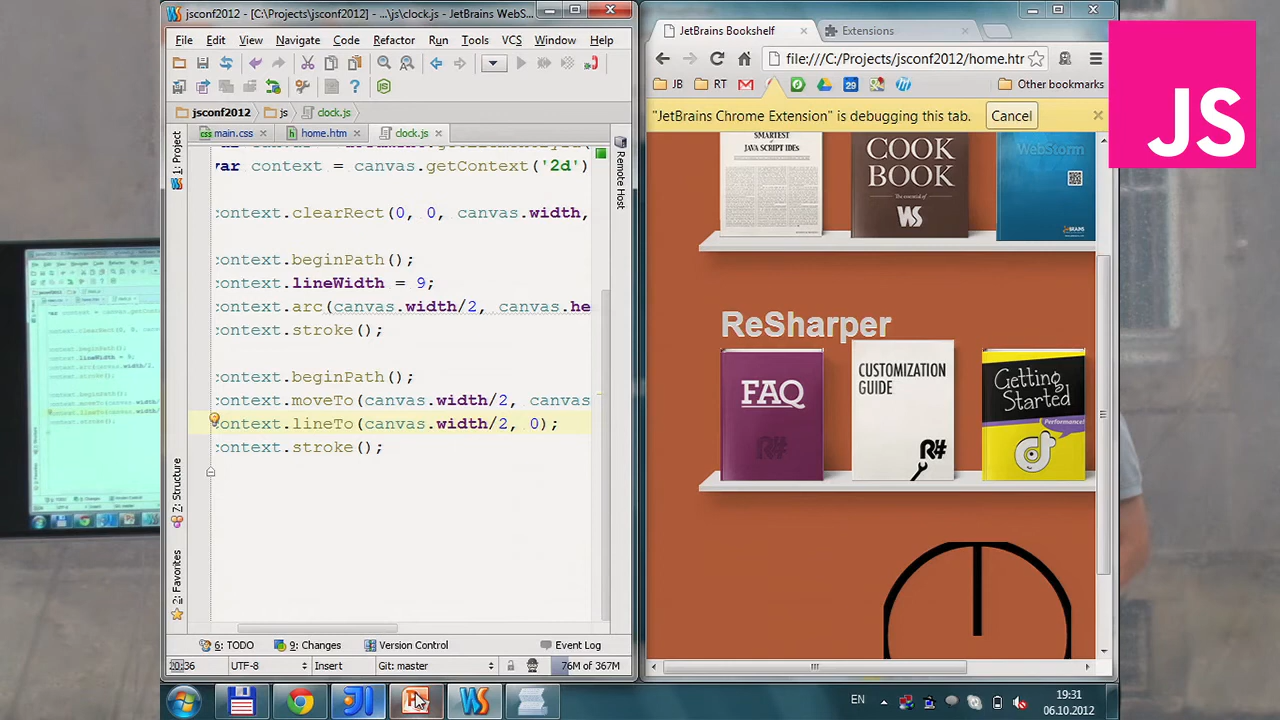 jsconf2012 - [C:\Projects\jsconf2012] - ...\js\clock.js - JetBrains WebS...
File Edit View Navigate Code Refactor Run Tools VCS Window Help
jsconf2012 js clock.js
main.css home.htm clock.js
1: Project
7: Structure
2: Favorites
Remote Host
var context = canvas.getContext('2d')
context.clearRect(0, 0, canvas.width,
context.beginPath();
context.lineWidth = 9;
context.arc(canvas.width/2, canvas.he
context.stroke();
context.beginPath();
context.moveTo(canvas.width/2, canvas
context.lineTo(canvas.width/2, 0);
context.stroke();
6: TODO 9: Changes Version Control Event Log
UTF-8 Insert Git: master 76M of 367M
JetBrains Bookshelf Extensions
file:///C:/Projects/jsconf2012/home.htm
JB RT 29 Other bookmarks
"JetBrains Chrome Extension" is debugging this tab. Cancel
SMARTEST
JAVA SCRIPT IDEs
COOK
BOOK
The essential of
WS
WebStorm
ReSharper
FAQ
R#
CUSTOMIZATION
GUIDE
R#
Getting
Started
Performance!
JS
EN 19:31
06.10.2012